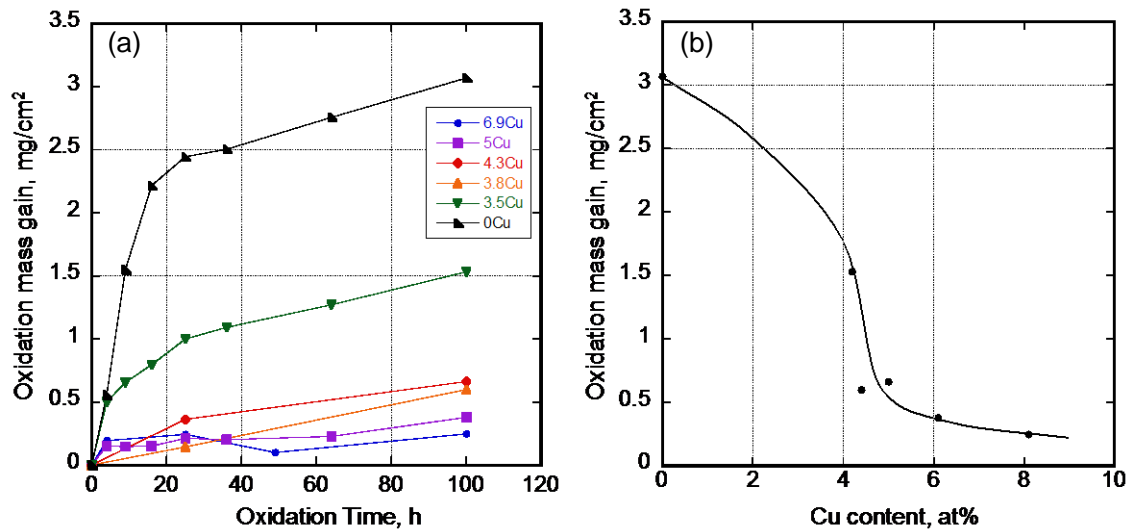 (a)
Oxidation mass gain, mg/cm²
3.5
3
2.5
2
1.5
1
0.5
0
6.9Cu
5Cu
4.3Cu
3.8Cu
3.5Cu
0Cu
0 20 40 60 80 100 120
Oxidation Time, h
(b)
Oxidation mass gain, mg/cm²
3.5
3
2.5
2
1.5
1
0.5
0
0 2 4 6 8 10
Cu content, at%